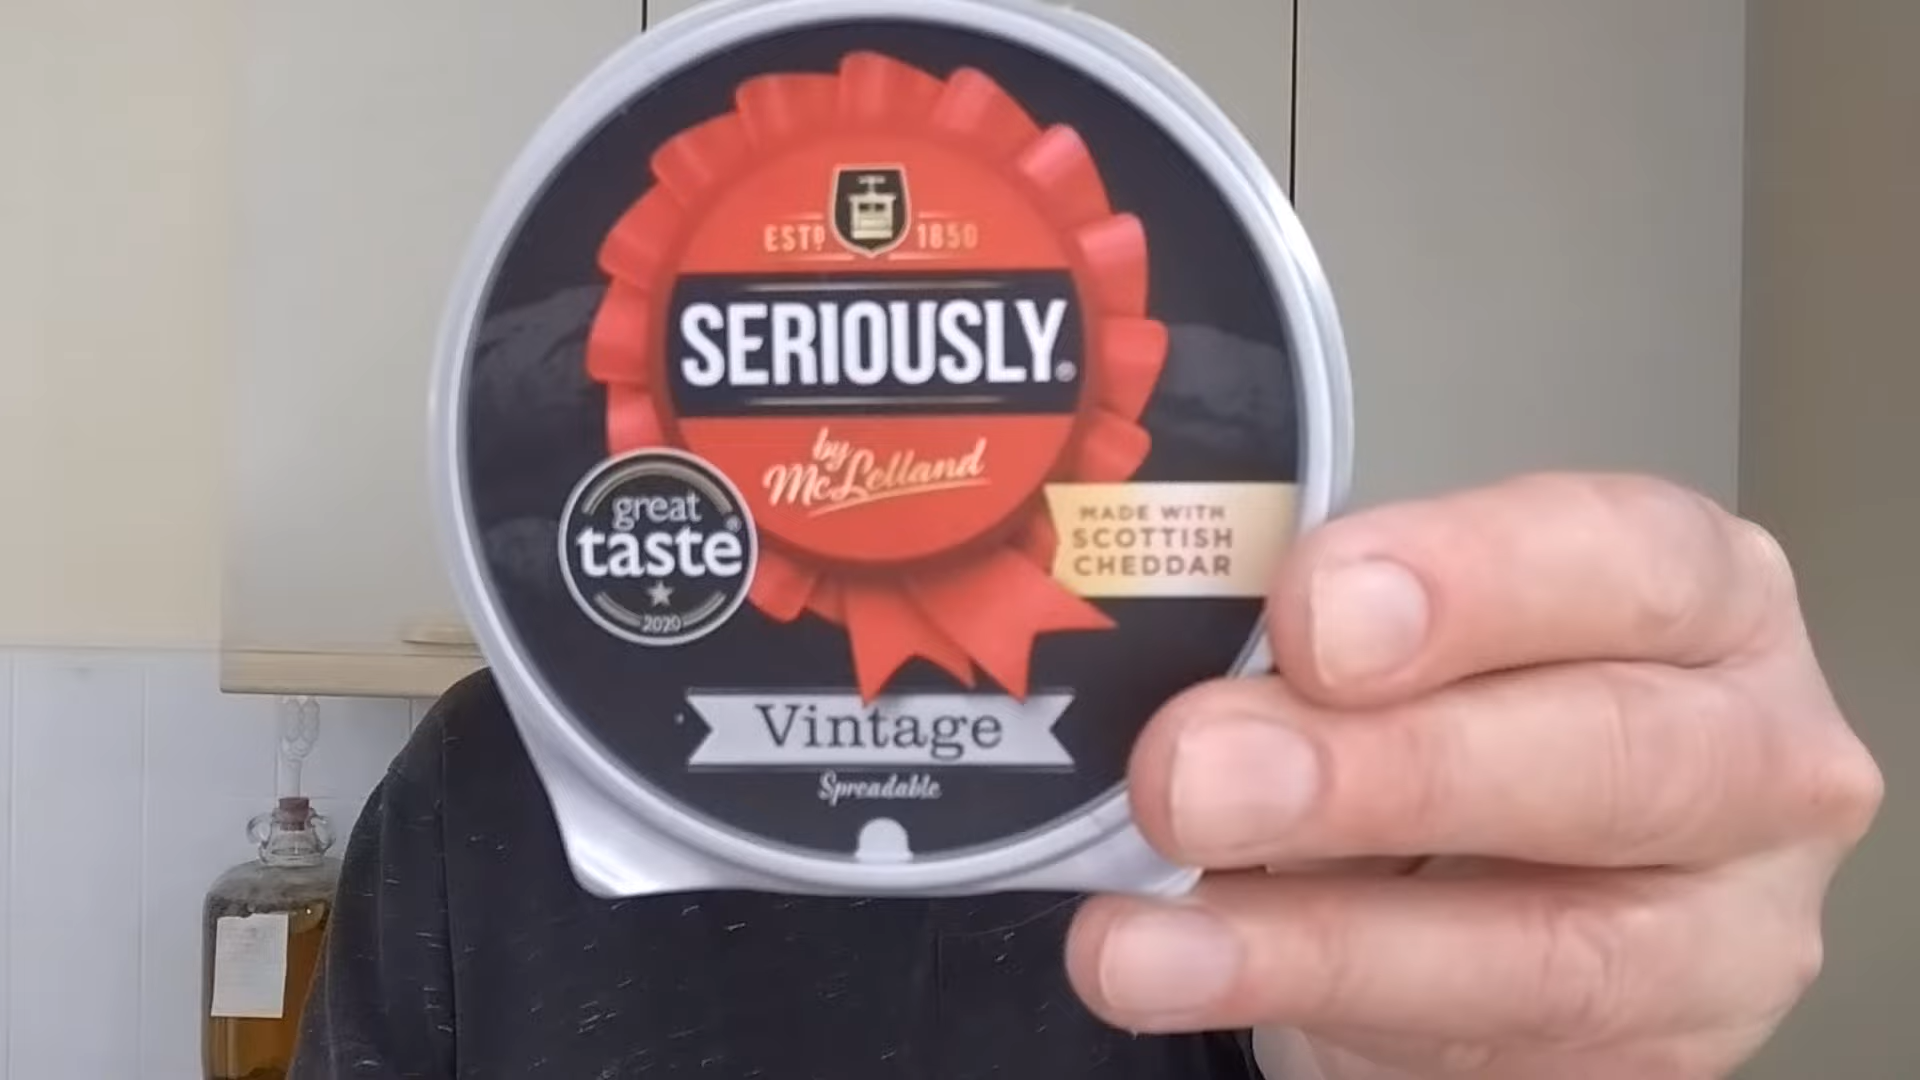 ESTD 1850
SERIOUSLY®
by
McLelland
great
taste®
2020
MADE WITH
SCOTTISH
CHEDDAR
Vintage
Spreadable